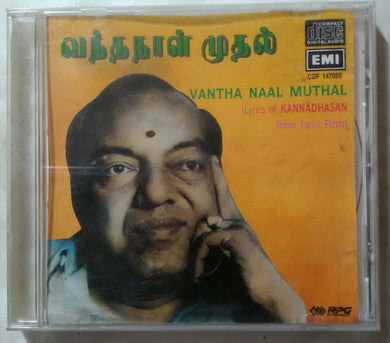 வந்தநாள் முதல்
COMPACT
disc
DIGITAL AUDIO
EMI
CDF 147050
VANTHA NAAL MUTHAL
(Lyrics of KANNADHASAN
From Tamil Films)
RPG